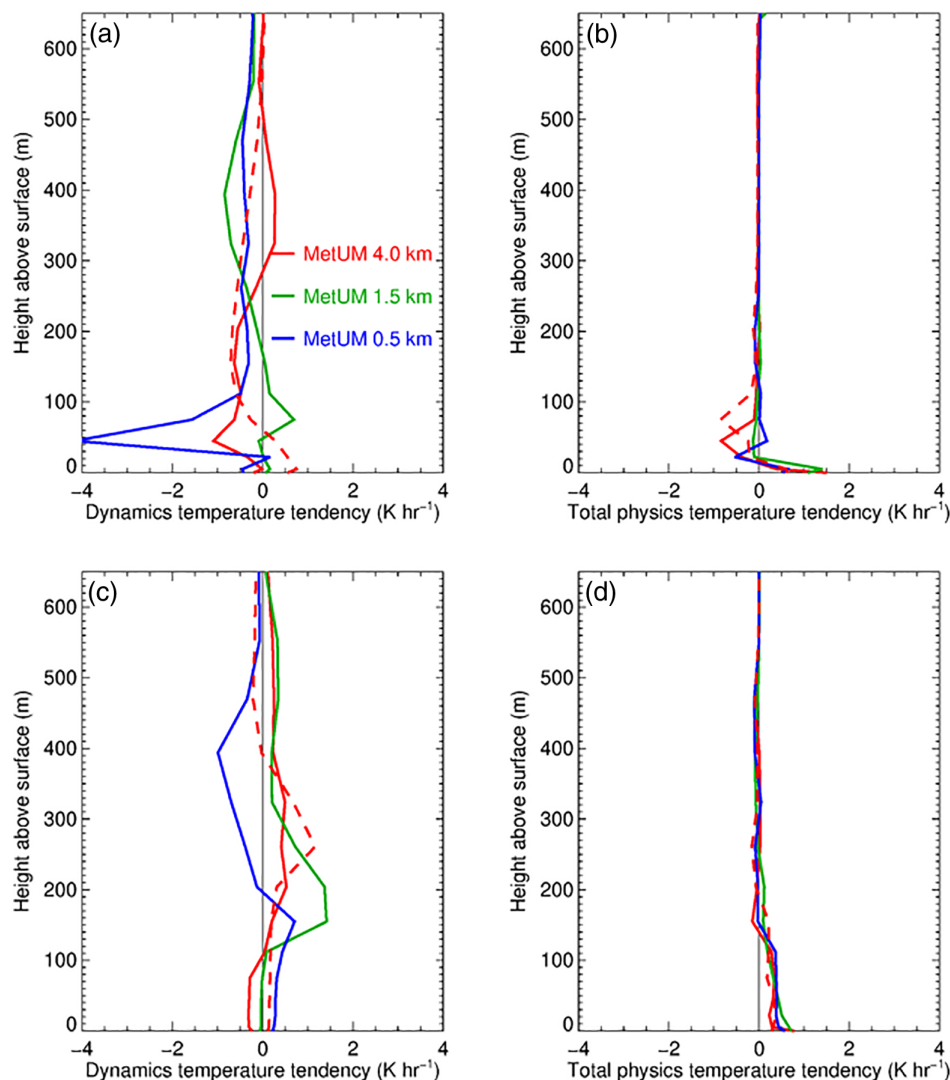 (a)
600
500
400
300
200
100
0
Height above surface (m)
MetUM 4.0 km
MetUM 1.5 km
MetUM 0.5 km
−4 −2 0 2 4
Dynamics temperature tendency (K hr⁻¹)
(b)
600
500
400
300
200
100
0
Height above surface (m)
−4 −2 0 2 4
Total physics temperature tendency (K hr⁻¹)
(c)
600
500
400
300
200
100
0
Height above surface (m)
−4 −2 0 2 4
Dynamics temperature tendency (K hr⁻¹)
(d)
600
500
400
300
200
100
0
Height above surface (m)
−4 −2 0 2 4
Total physics temperature tendency (K hr⁻¹)